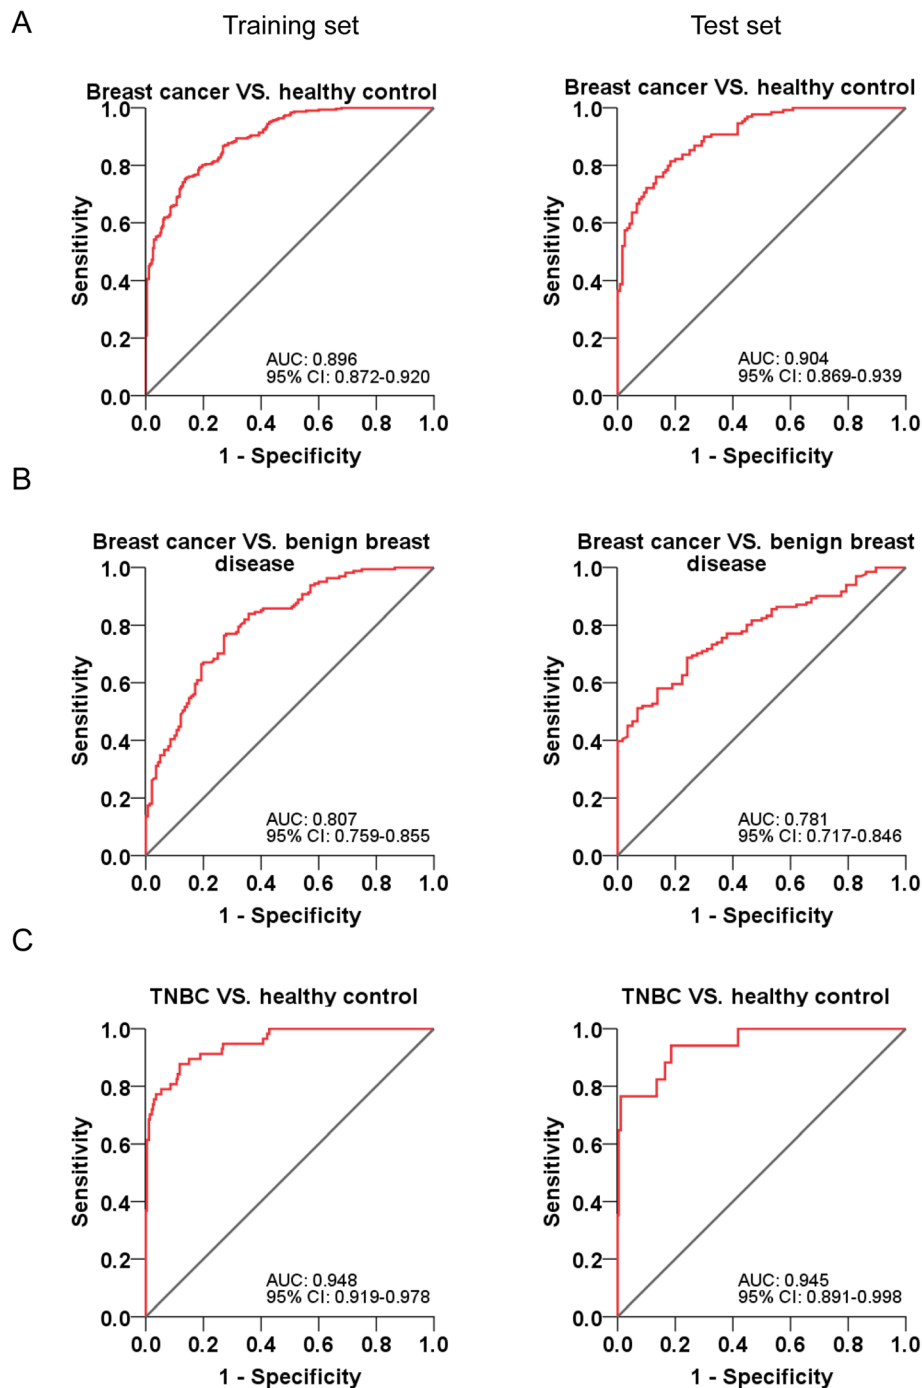 A
Training set
Test set
Breast cancer VS. healthy control
1.0
0.8
0.6
0.4
0.2
0.0
Sensitivity
AUC: 0.896
95% CI: 0.872-0.920
0.0 0.2 0.4 0.6 0.8 1.0
1 - Specificity
Breast cancer VS. healthy control
1.0
0.8
0.6
0.4
0.2
0.0
Sensitivity
AUC: 0.904
95% CI: 0.869-0.939
0.0 0.2 0.4 0.6 0.8 1.0
1 - Specificity
B
Breast cancer VS. benign breast
disease
1.0
0.8
0.6
0.4
0.2
0.0
Sensitivity
AUC: 0.807
95% CI: 0.759-0.855
0.0 0.2 0.4 0.6 0.8 1.0
1 - Specificity
Breast cancer VS. benign breast
disease
1.0
0.8
0.6
0.4
0.2
0.0
Sensitivity
AUC: 0.781
95% CI: 0.717-0.846
0.0 0.2 0.4 0.6 0.8 1.0
1 - Specificity
C
TNBC VS. healthy control
1.0
0.8
0.6
0.4
0.2
0.0
Sensitivity
AUC: 0.948
95% CI: 0.919-0.978
0.0 0.2 0.4 0.6 0.8 1.0
1 - Specificity
TNBC VS. healthy control
1.0
0.8
0.6
0.4
0.2
0.0
Sensitivity
AUC: 0.945
95% CI: 0.891-0.998
0.0 0.2 0.4 0.6 0.8 1.0
1 - Specificity